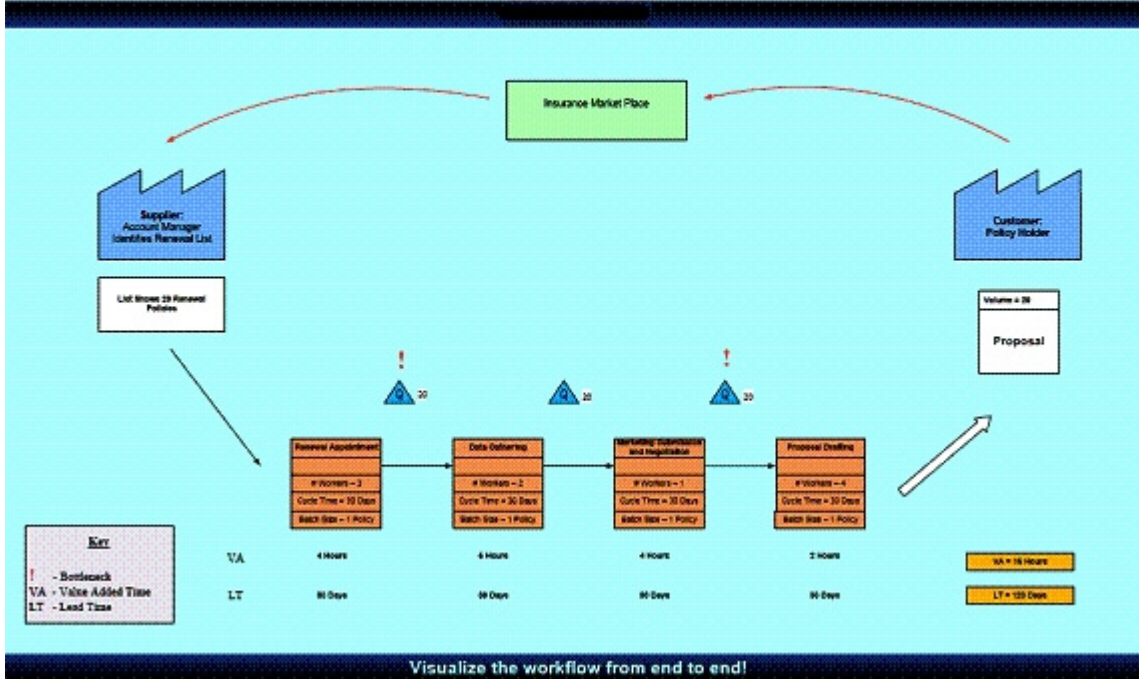 Insurance Market Place
Supplier:
Account Manager
Identifies Renewal List
Customer:
Policy Holder
List Shows 20 Renewal
Policies
Volume = 20
Proposal
!
!
Q 20
Q 20
Q 20
Renewal Appointment
Data Gathering
and Negotiation
Proposal Drafting
# Workers – 3
# Workers – 2
# Workers – 1
# Workers – 4
Cycle Time = 30 Days
Cycle Time = 30 Days
Cycle Time = 30 Days
Cycle Time = 30 Days
Batch Size – 1 Policy
Batch Size – 1 Policy
Batch Size – 1 Policy
Batch Size – 1 Policy
Key
! - Bottleneck
VA - Value Added Time
LT - Lead Time
VA 4 Hours 6 Hours 4 Hours 2 Hours
VA = 16 Hours
LT Days Days Days Days
LT = 120 Days
Visualize the workflow from end to end!